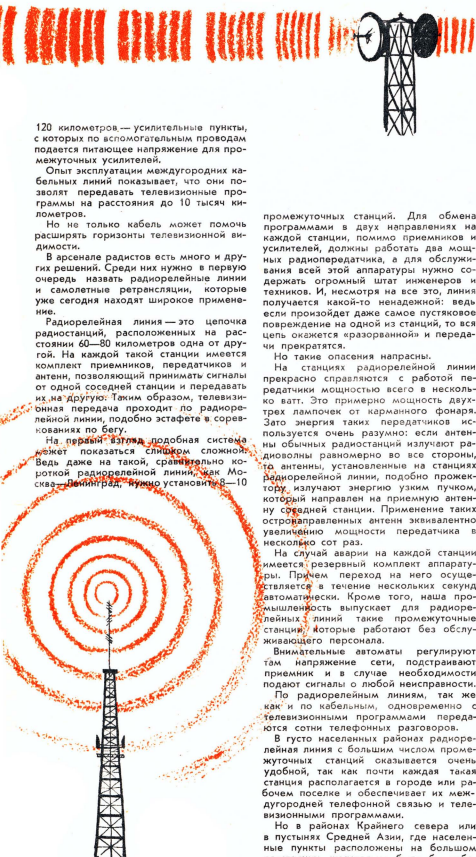 120 километров — усилительные пункты,
с которых по вспомогательным проводам
подается питающее напряжение для про-
межуточных усилителей.
Опыт эксплуатации междугородних ка-
бельных линий показывает, что они по-
зволят передавать телевизионные про-
граммы на расстояния до 10 тысяч ки-
лометров.
Но не только кабель может помочь
расширять горизонты телевизионной ви-
димости.
В арсенале радистов есть много и дру-
гих решений. Среди них нужно в первую
очередь назвать радиорелейные линии
и самолетные ретрансляции, которые
уже сегодня находят широкое примене-
ние.
Радиорелейная линия — это цепочка
радиостанций, расположенных на рас-
стоянии 60—80 километров одна от дру-
гой. На каждой такой станции имеется
комплект приемников, передатчиков и
антенн, позволяющий принимать сигналы
от одной соседней станции и передавать
их на другую. Таким образом, телевизи-
онная передача проходит по радиоре-
лейной линии, подобно эстафете в сорев-
нованиях по бегу.
На первый взгляд подобная система
может показаться слишком сложной.
Ведь даже на такой, сравнительно ко-
роткой радиорелейной линии, как Мо-
сква—Ленинград, нужно установить 8—10
промежуточных станций. Для обмена
программами в двух направлениях на
каждой станции, помимо приемников и
усилителей, должны работать два мощ-
ных радиопередатчика, а для обслужи-
вания всей этой аппаратуры нужно со-
держать огромный штат инженеров и
техников. И, несмотря на все это, линия
получается какой-то ненадежной: ведь
если произойдет даже самое пустяковое
повреждение на одной из станций, то вся
цепь окажется «разорванной» и переда-
чи прекратятся.
Но такие опасения напрасны.
На станциях радиорелейной линии
прекрасно справляются с работой пе-
редатчики мощностью всего в несколь-
ко ватт. Это примерно мощность двух-
трех лампочек от карманного фонаря.
Зато энергия таких передатчиков ис-
пользуется очень разумно: если антен-
ны обычных радиостанций излучают ра-
диоволны равномерно во все стороны,
то антенны, установленные на станциях
радиорелейной линии, подобно прожек-
тору излучают энергию узким пучком,
который направлен на приемную антен-
ну соседней станции. Применение таких
остронаправленных антенн эквивалентно
увеличению мощности передатчика в
несколько сот раз.
На случай аварии на каждой станции
имеется резервный комплект аппарату-
ры. Причем переход на него осуще-
ствляется в течение нескольких секунд
автоматически. Кроме того, наша про-
мышленность выпускает для радиоре-
лейных линий такие промежуточные
станции, которые работают без обслу-
живающего персонала.
Внимательные автоматы регулируют
там напряжение сети, подстраивают
приемник и в случае необходимости
подают сигналы о любой неисправности.
По радиорелейным линиям, так же
как и по кабельным, одновременно с
телевизионными программами переда-
ются сотни телефонных разговоров.
В густо населенных районах радиоре-
лейная линия с большим числом проме-
жуточных станций оказывается очень
удобной, так как почти каждая такая
станция располагается в городе или ра-
бочем поселке и обеспечивает их меж-
дугородней телефонной связью и теле-
визионными программами.
Но в районах Крайнего севера или
в пустынях Средней Азии, где населен-
ные пункты расположены на большом